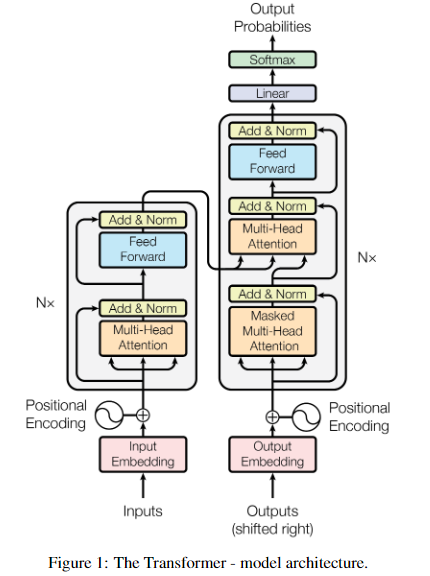 Output
Probabilities
Softmax
Linear
Add & Norm
Feed
Forward
Add & Norm
Multi-Head
Attention
Add & Norm
Masked
Multi-Head
Attention
Nx
Add & Norm
Feed
Forward
Add & Norm
Multi-Head
Attention
Nx
Positional
Encoding
Positional
Encoding
Input
Embedding
Output
Embedding
Inputs
Outputs
(shifted right)
Figure 1: The Transformer - model architecture.